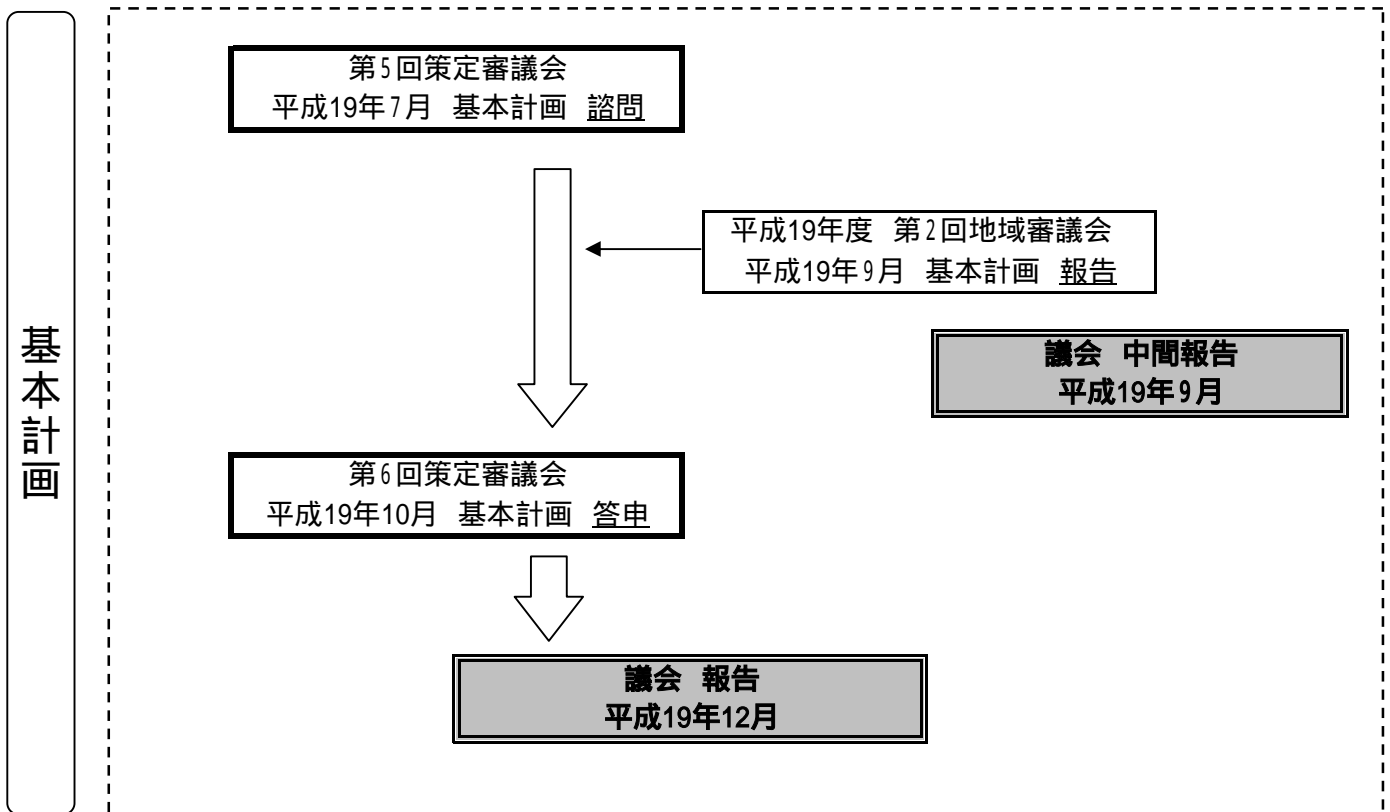 基本計画
第5回策定審議会
平成19年7月 基本計画 諮問
平成19年度 第2回地域審議会
平成19年9月 基本計画 報告
議会 中間報告
平成19年9月
第6回策定審議会
平成19年10月 基本計画 答申
議会 報告
平成19年12月